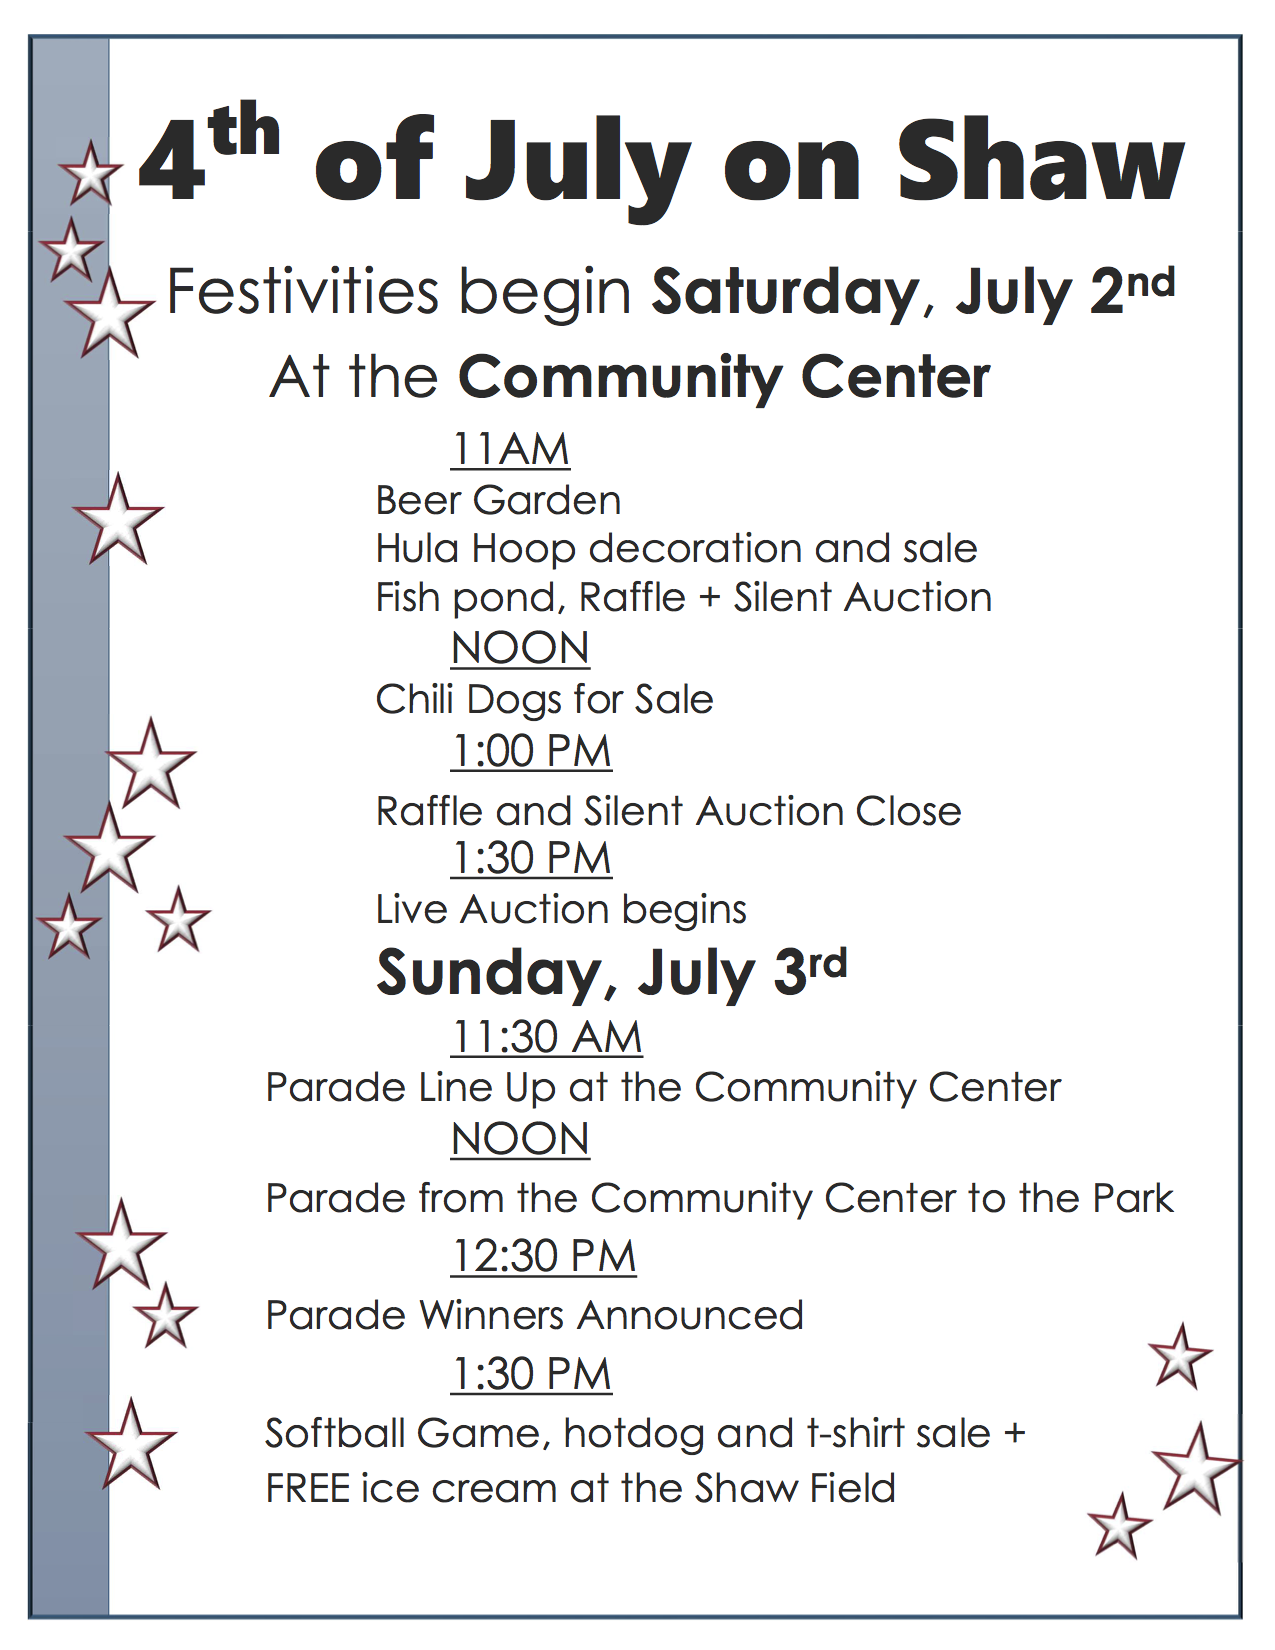 4th of July on Shaw
Festivities begin Saturday, July 2nd
At the Community Center
11AM
Beer Garden
Hula Hoop decoration and sale
Fish pond, Raffle + Silent Auction
NOON
Chili Dogs for Sale
1:00 PM
Raffle and Silent Auction Close
1:30 PM
Live Auction begins
Sunday, July 3rd
11:30 AM
Parade Line Up at the Community Center
NOON
Parade from the Community Center to the Park
12:30 PM
Parade Winners Announced
1:30 PM
Softball Game, hotdog and t-shirt sale +
FREE ice cream at the Shaw Field